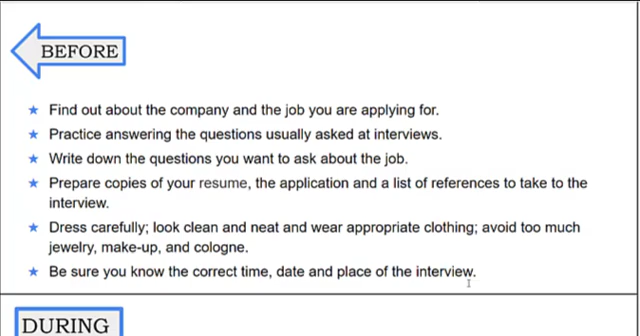 BEFORE
★ Find out about the company and the job you are applying for.
★ Practice answering the questions usually asked at interviews.
★ Write down the questions you want to ask about the job.
★ Prepare copies of your resume, the application and a list of references to take to the
interview.
★ Dress carefully; look clean and neat and wear appropriate clothing; avoid too much
jewelry, make-up, and cologne.
★ Be sure you know the correct time, date and place of the interview.
DURING